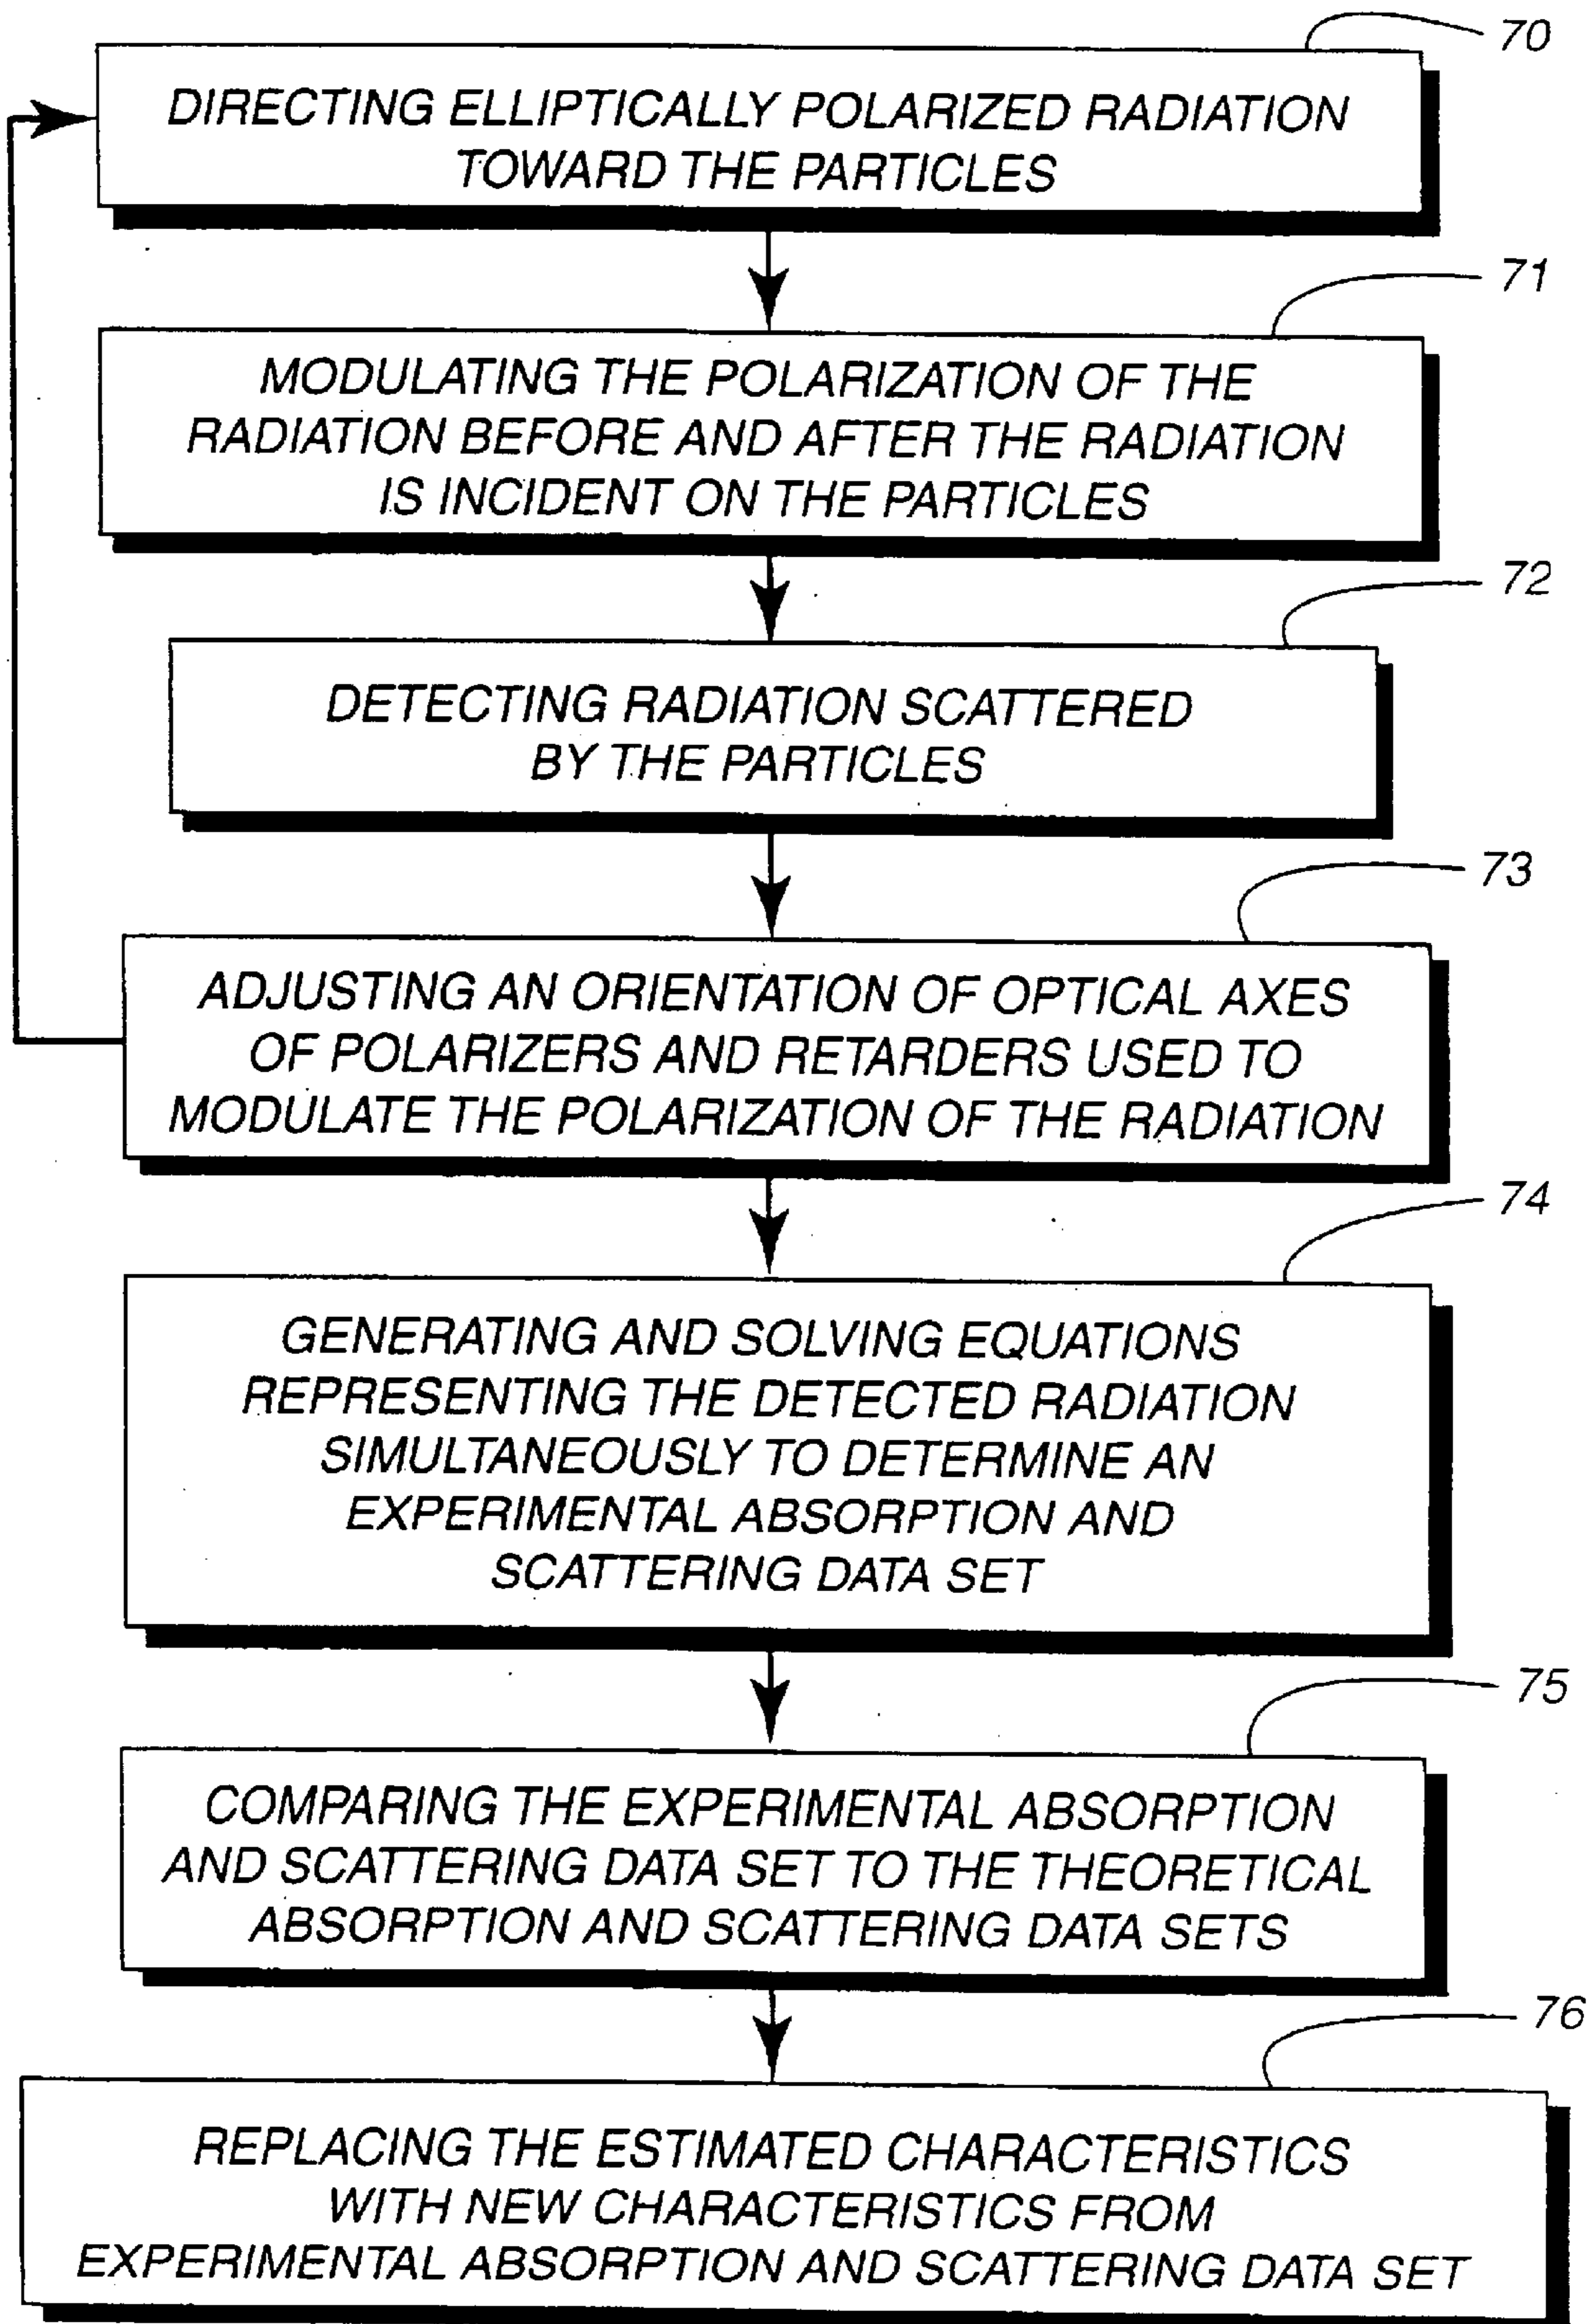 70
DIRECTING ELLIPTICALLY POLARIZED RADIATION
TOWARD THE PARTICLES
71
MODULATING THE POLARIZATION OF THE
RADIATION BEFORE AND AFTER THE RADIATION
IS INCIDENT ON THE PARTICLES
72
DETECTING RADIATION SCATTERED
BY THE PARTICLES
73
ADJUSTING AN ORIENTATION OF OPTICAL AXES
OF POLARIZERS AND RETARDERS USED TO
MODULATE THE POLARIZATION OF THE RADIATION
74
GENERATING AND SOLVING EQUATIONS
REPRESENTING THE DETECTED RADIATION
SIMULTANEOUSLY TO DETERMINE AN
EXPERIMENTAL ABSORPTION AND
SCATTERING DATA SET
75
COMPARING THE EXPERIMENTAL ABSORPTION
AND SCATTERING DATA SET TO THE THEORETICAL
ABSORPTION AND SCATTERING DATA SETS
76
REPLACING THE ESTIMATED CHARACTERISTICS
WITH NEW CHARACTERISTICS FROM
EXPERIMENTAL ABSORPTION AND SCATTERING DATA SET